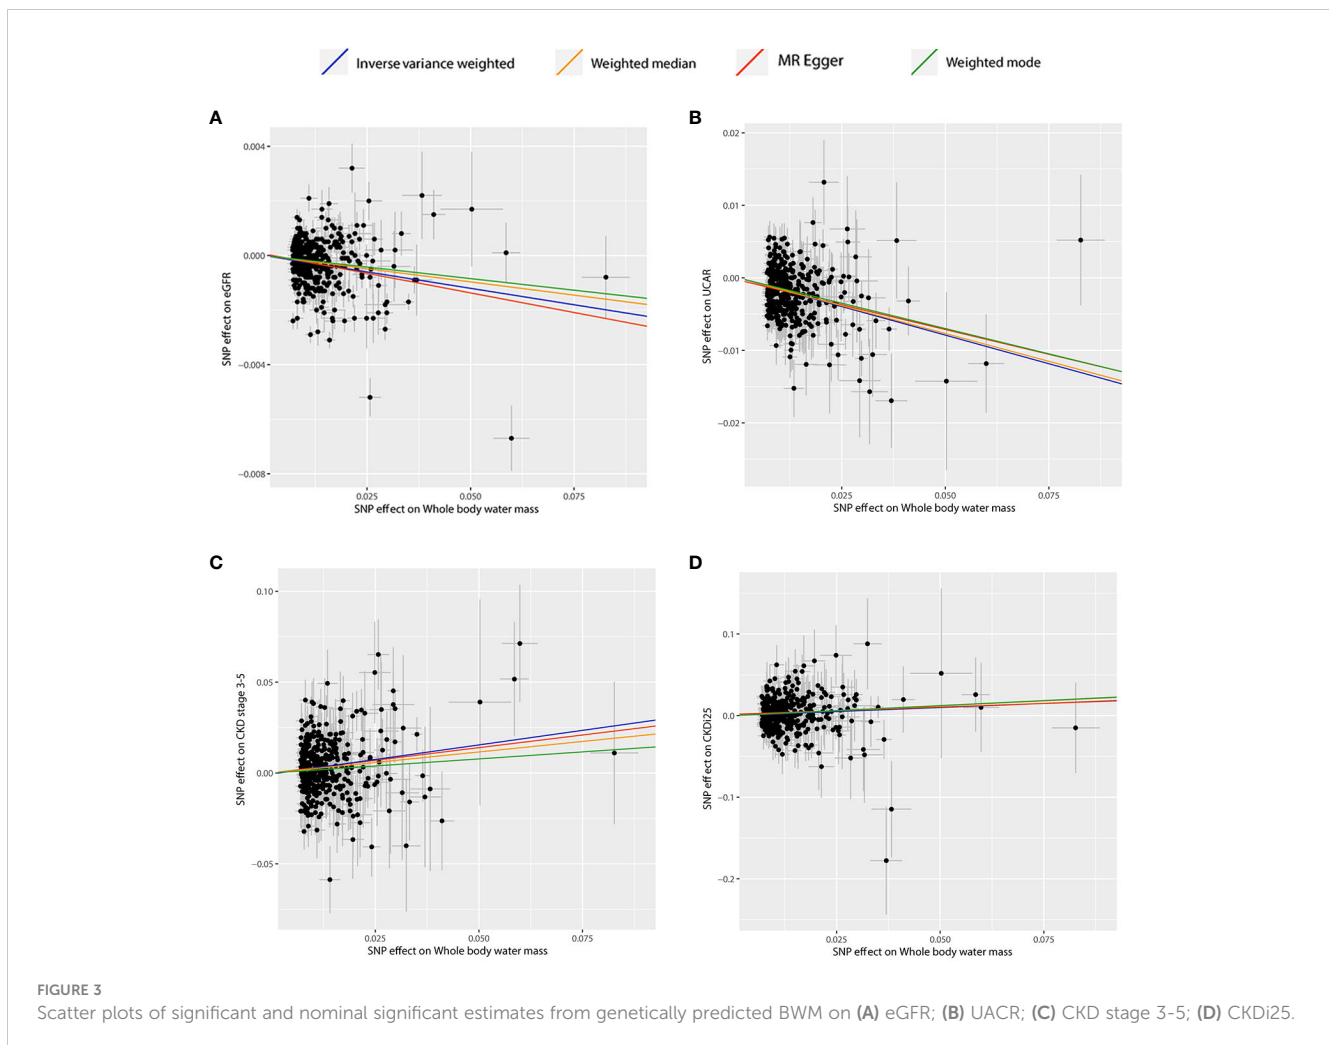 Inverse variance weighted
Weighted median
MR Egger
Weighted mode
A
0.004
0.000
−0.004
−0.008
SNP effect on eGFR
0.025
0.050
0.075
SNP effect on Whole body water mass
B
0.02
0.01
0.00
−0.01
−0.02
SNP effect on UCAR
0.025
0.050
0.075
SNP effect on Whole body water mass
C
0.10
0.05
0.00
−0.05
SNP effect on CKD stage 3-5
0.025
0.050
0.075
SNP effect on Whole body water mass
D
0.1
0.0
−0.1
−0.2
SNP effect on CKDi25
0.025
0.050
0.075
SNP effect on Whole body water mass
FIGURE 3
Scatter plots of significant and nominal significant estimates from genetically predicted BWM on (A) eGFR; (B) UACR; (C) CKD stage 3-5; (D) CKDi25.